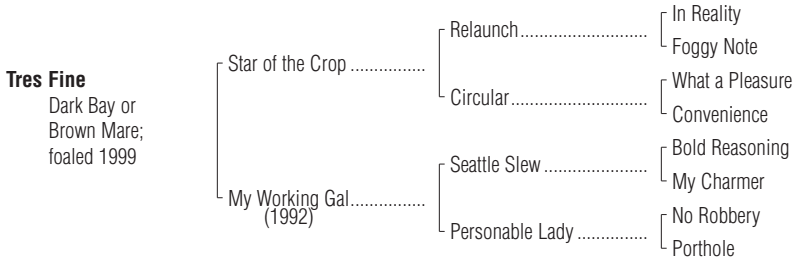 Tres Fine
Dark Bay or
Brown Mare;
foaled 1999
Star of the Crop ................
My Working Gal................
(1992)
Relaunch...........................
Circular.............................
Seattle Slew ......................
Personable Lady ...............
In Reality
Foggy Note
What a Pleasure
Convenience
Bold Reasoning
My Charmer
No Robbery
Porthole